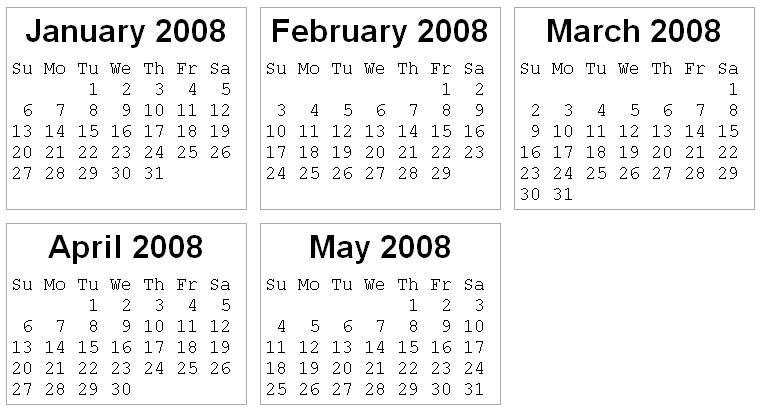 January 2008
Su Mo Tu We Th Fr Sa
1 2 3 4 5
6 7 8 9 10 11 12
13 14 15 16 17 18 19
20 21 22 23 24 25 26
27 28 29 30 31
February 2008
Su Mo Tu We Th Fr Sa
1 2
3 4 5 6 7 8 9
10 11 12 13 14 15 16
17 18 19 20 21 22 23
24 25 26 27 28 29
March 2008
Su Mo Tu We Th Fr Sa
1
2 3 4 5 6 7 8
9 10 11 12 13 14 15
16 17 18 19 20 21 22
23 24 25 26 27 28 29
30 31
April 2008
Su Mo Tu We Th Fr Sa
1 2 3 4 5
6 7 8 9 10 11 12
13 14 15 16 17 18 19
20 21 22 23 24 25 26
27 28 29 30
May 2008
Su Mo Tu We Th Fr Sa
1 2 3
4 5 6 7 8 9 10
11 12 13 14 15 16 17
18 19 20 21 22 23 24
25 26 27 28 29 30 31